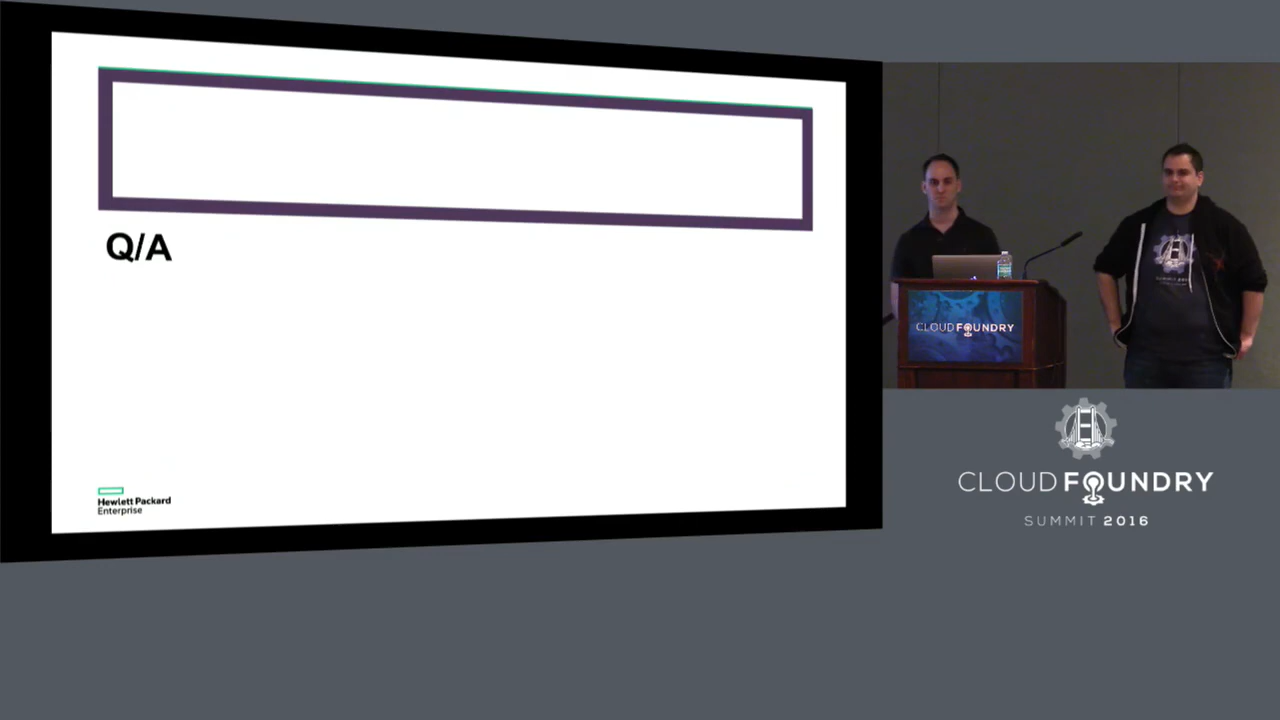 Q/A
Hewlett Packard
Enterprise
CLOUD FOUNDRY
CLOUD FOUNDRY
SUMMIT 2016